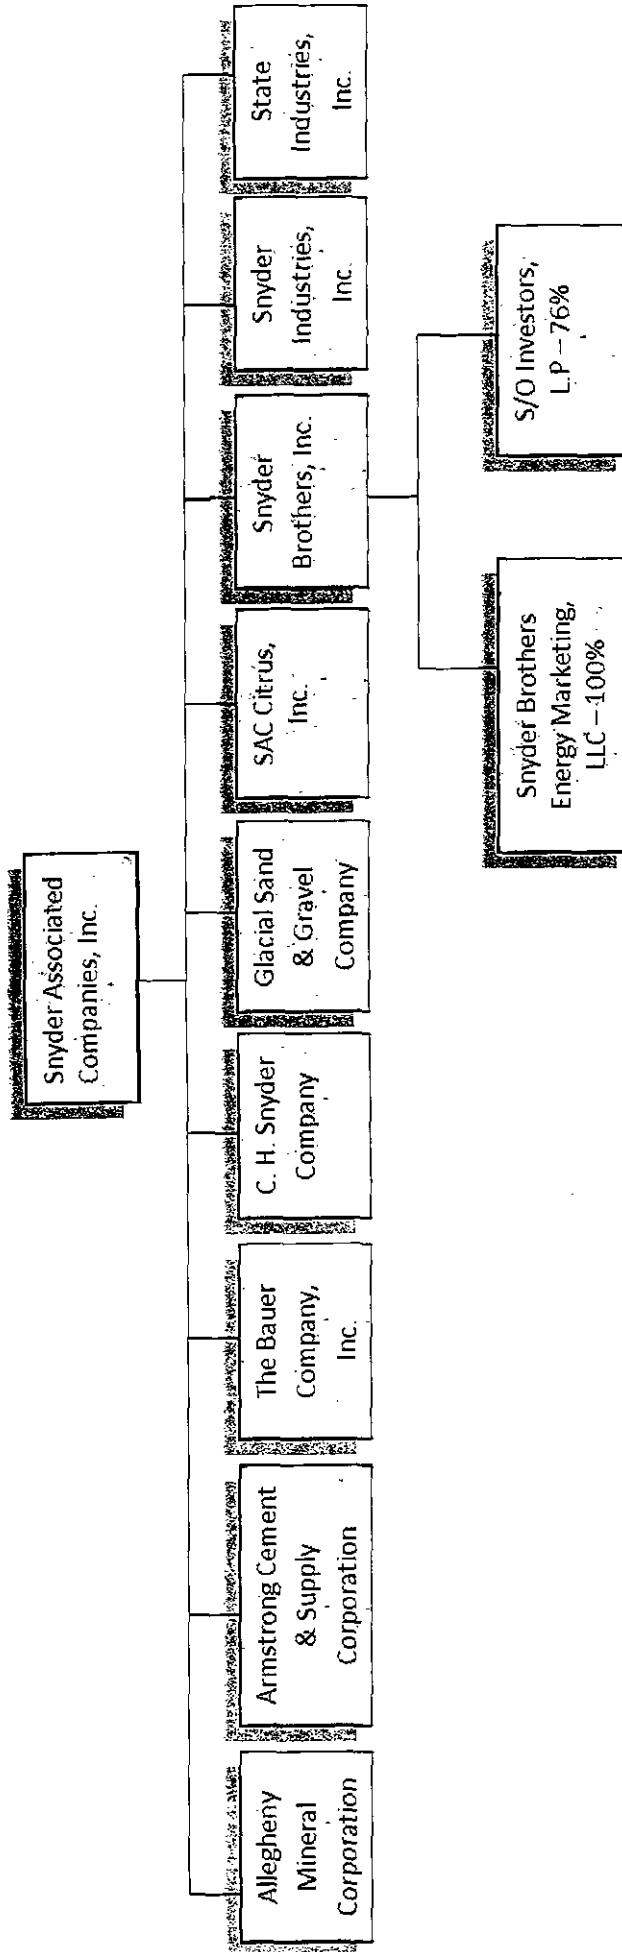 Snyder Associated
Companies, Inc.
Allegheny
Mineral
Corporation
Armstrong Cement
& Supply
Corporation
The Bauer
Company,
Inc.
C. H. Snyder
Company
Glacial Sand
& Gravel
Company
SAC Citrus,
Inc.
Snyder
Brothers, Inc.
Snyder
Industries,
Inc.
State
Industries,
Inc.
Snyder Brothers
Energy Marketing,
LLC – 100%
S/O Investors,
L.P – 76%